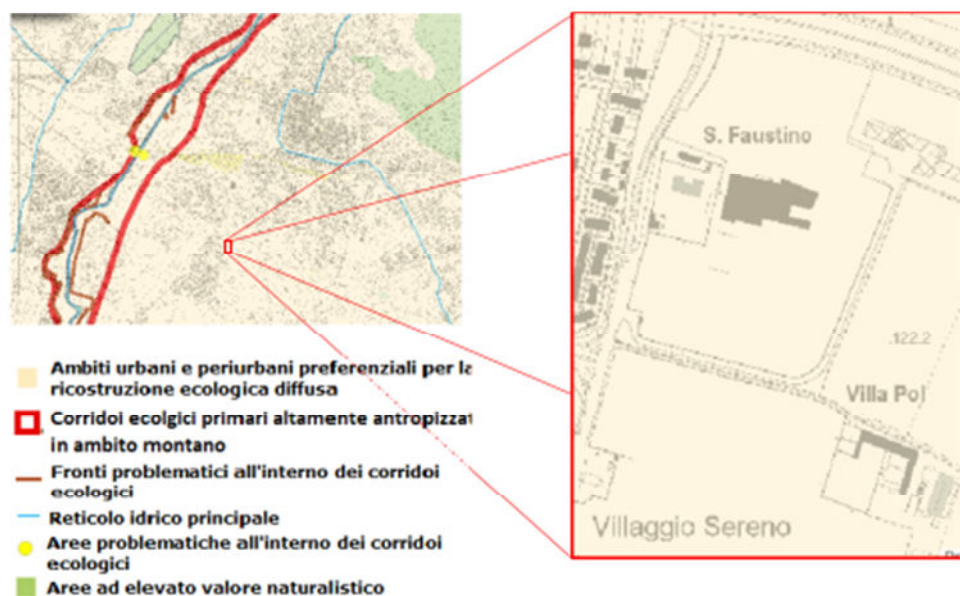 S. Faustino
.122.2
Villa Pol
Villaggio Sereno
Ambiti urbani e periurbani preferenziali per la
ricostruzione ecologica diffusa
Corridoi ecolgici primari altamente antropizzat
in ambito montano
Fronti problematici all'interno dei corridoi
ecologici
Reticolo idrico principale
Aree problematiche all'interno dei corridoi
ecologici
Aree ad elevato valore naturalistico